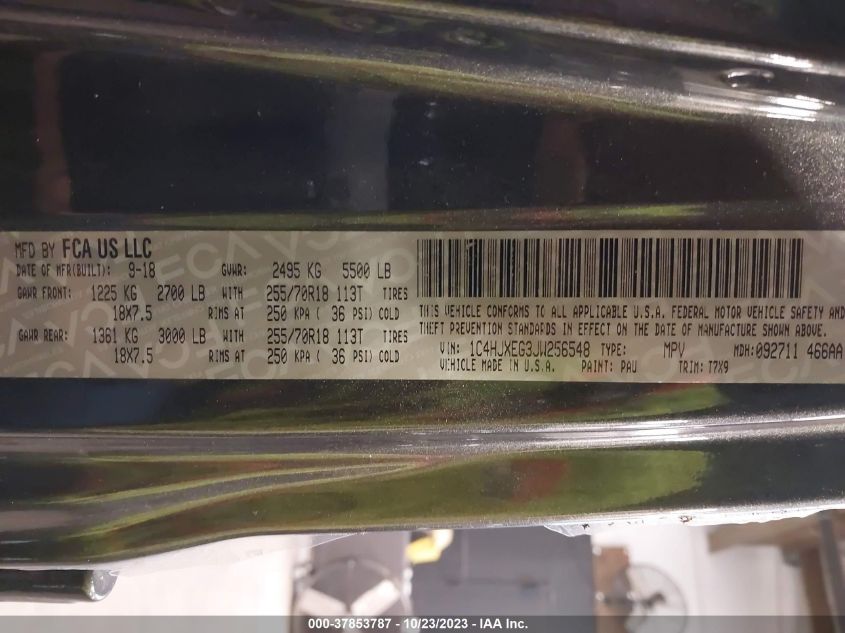 MFD BY FCA US LLC
DATE OF MFR(BUILT): 9-18 GVWR: 2495 KG 5500 LB
GAWR FRONT: 1225 KG 2700 LB WITH 255/70R18 113T TIRES
18X7.5 RIMS AT 250 KPA ( 36 PSI) COLD
GAWR REAR: 1361 KG 3000 LB WITH 255/70R18 113T TIRES
18X7.5 RIMS AT 250 KPA ( 36 PSI) COLD
THIS VEHICLE CONFORMS TO ALL APPLICABLE U.S.A. FEDERAL MOTOR VEHICLE SAFETY AND
THEFT PREVENTION STANDARDS IN EFFECT ON THE DATE OF MANUFACTURE SHOWN ABOVE.
VIN: 1C4HJXEG3JW256548 TYPE: MPV MDH:092711 466AA
VEHICLE MADE IN U.S.A. PAINT: PAU TRIM: T7X9
000-37853787 - 10/23/2023 - IAA Inc.